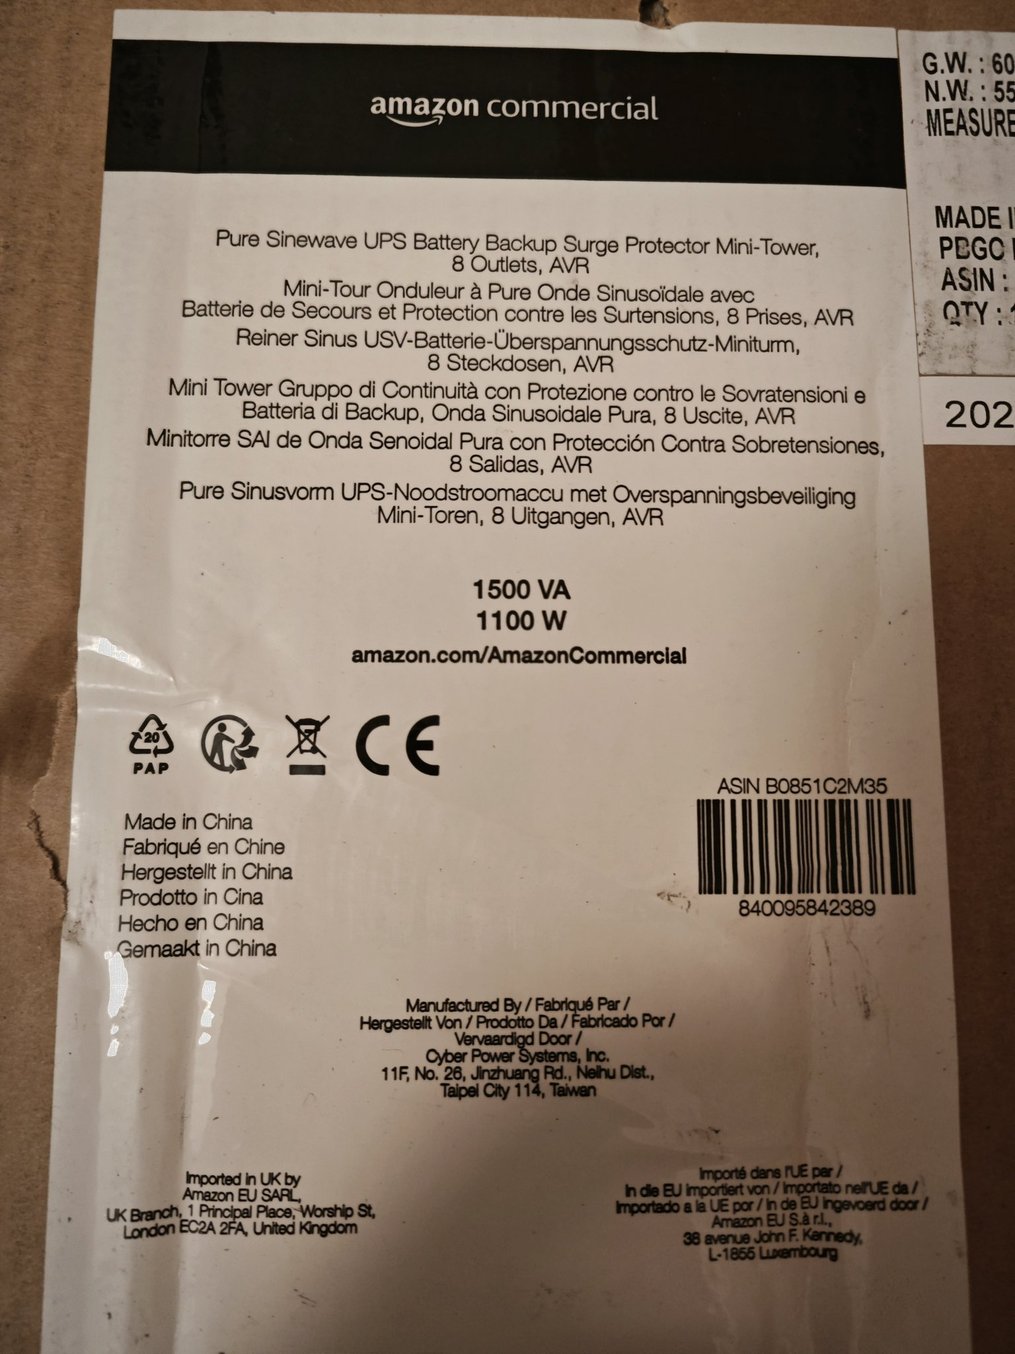 amazon commercial
Pure Sinewave UPS Battery Backup Surge Protector Mini-Tower,
8 Outlets, AVR
Mini-Tour Onduleur à Pure Onde Sinusoïdale avec
Batterie de Secours et Protection contre les Surtensions, 8 Prises, AVR
Reiner Sinus USV-Batterie-Überspannungsschutz-Miniturm,
8 Steckdosen, AVR
Mini Tower Gruppo di Continuità con Protezione contro le Sovratensioni e
Batteria di Backup, Onda Sinusoidale Pura, 8 Uscite, AVR
Minitorre SAI de Onda Senoidal Pura con Protección Contra Sobretensiones,
8 Salidas, AVR
Pure Sinusvorm UPS-Noodstroomaccu met Overspanningsbeveiliging
Mini-Toren, 8 Uitgangen, AVR
1500 VA
1100 W
amazon.com/AmazonCommercial
20
PAP
CE
Made in China
Fabriqué en Chine
Hergestellt in China
Prodotto in Cina
Hecho en China
Gemaakt in China
ASIN B0851C2M35
840095842389
Manufactured By / Fabriqué Par /
Hergestellt Von / Prodotto Da / Fabricado Por /
Vervaardigd Door /
Cyber Power Systems, Inc.
11F, No. 26, Jinzhuang Rd., Neihu Dist.,
Taipei City 114, Taiwan
Imported in UK by
Amazon EU SARL,
UK Branch, 1 Principal Place, Worship St,
London EC2A 2FA, United Kingdom
Importé dans l'UE par /
In die EU importiert von / Importato nell'UE da /
Importado a la UE por / In de EU ingevoerd door /
Amazon EU S.à r.l.,
38 avenue John F. Kennedy,
L-1855 Luxembourg
G.W. : 60
N.W. : 55
MEASURE
MADE
ASIN :
QTY :
202